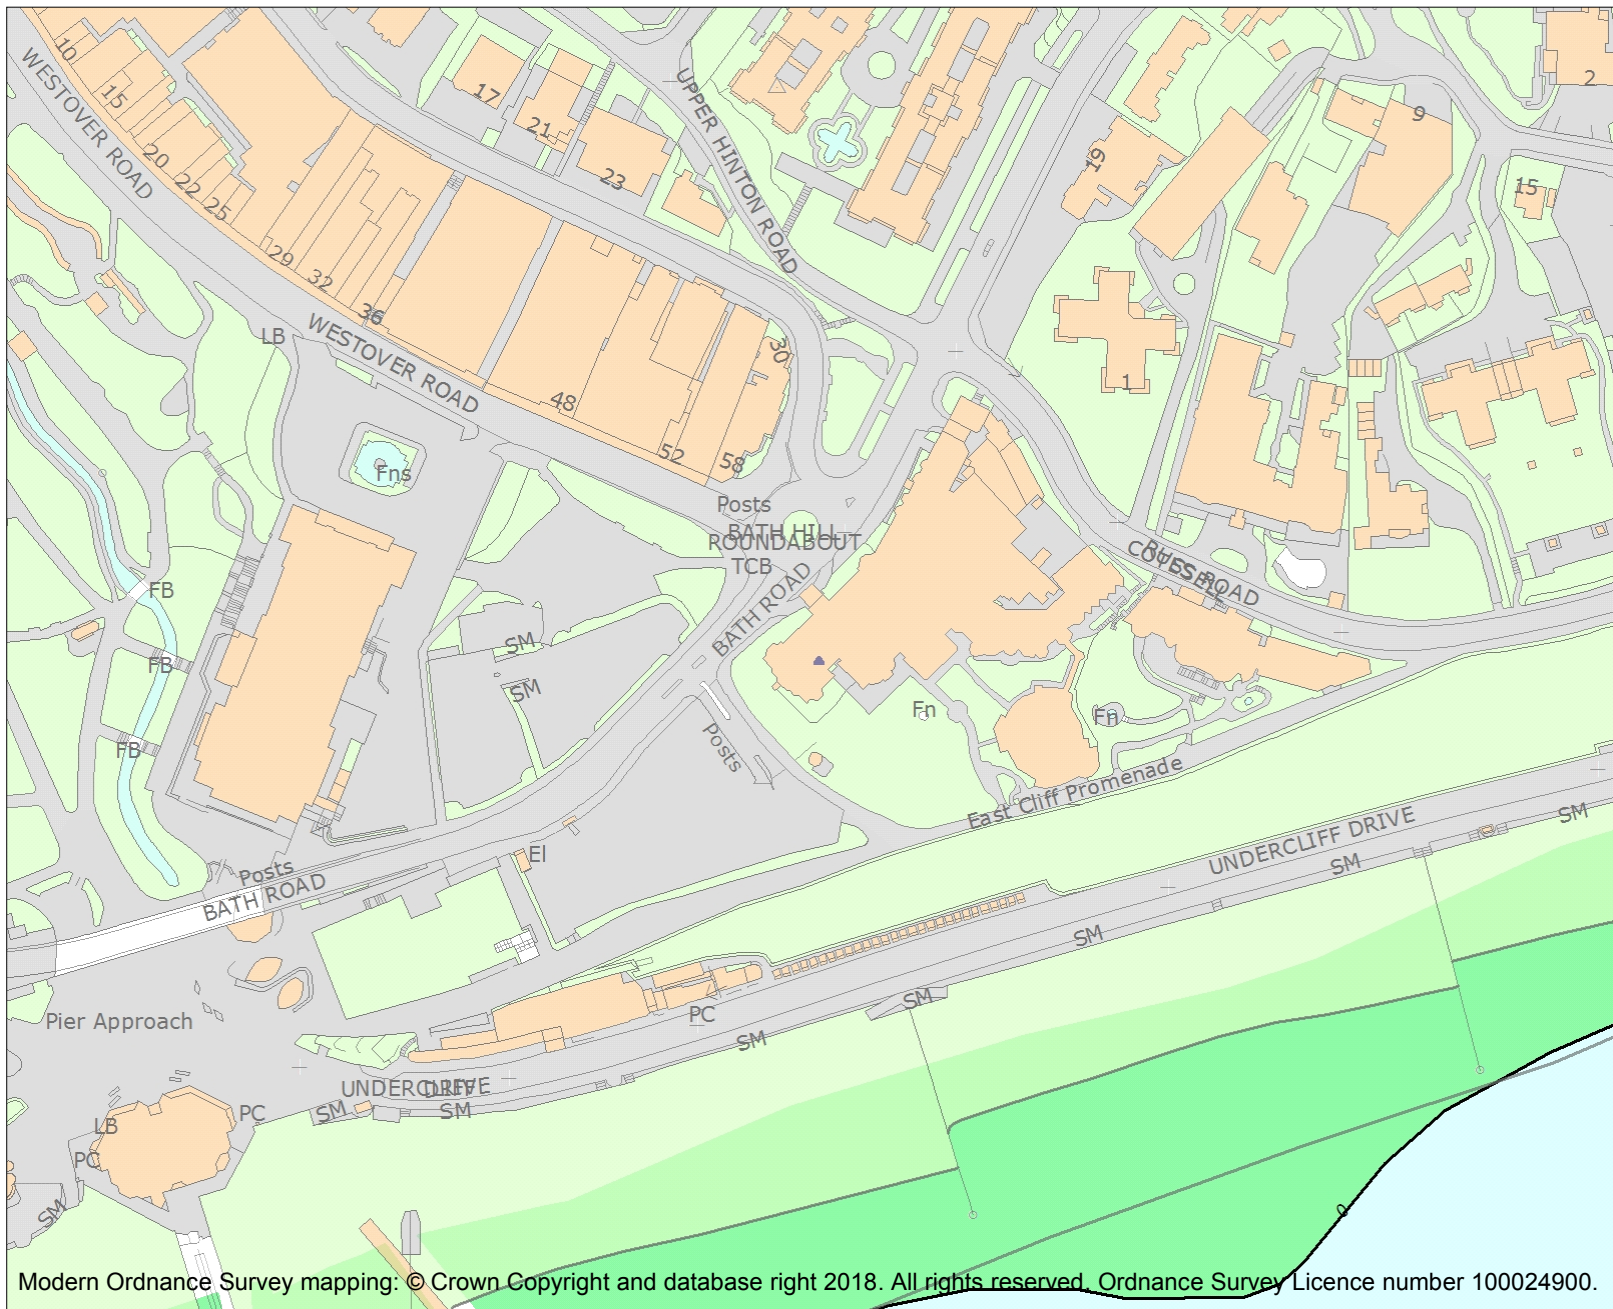 10
WESTOVER ROAD
15
20
22
25
29
32
36
17
21
23
UPPER HINTON ROAD
19
9
2
15
1
LB
WESTOVER ROAD
30
48
52
58
Fns
Posts
BATH HILL
ROUNDABOUT
TCB
BATH ROAD
RUSSELL
COTES ROAD
FB
FB
FB
SM
SM
Posts
Fn
Fn
East Cliff Promenade
UNDERCLIFF DRIVE
SM
SM
SM
El
Posts
BATH ROAD
Pier Approach
PC
SM
SM
UNDERCLIFF
DRIVE
SM
SM
LB
PC
PC
SM
0
Modern Ordnance Survey mapping: © Crown Copyright and database right 2018. All rights reserved. Ordnance Survey Licence number 100024900.